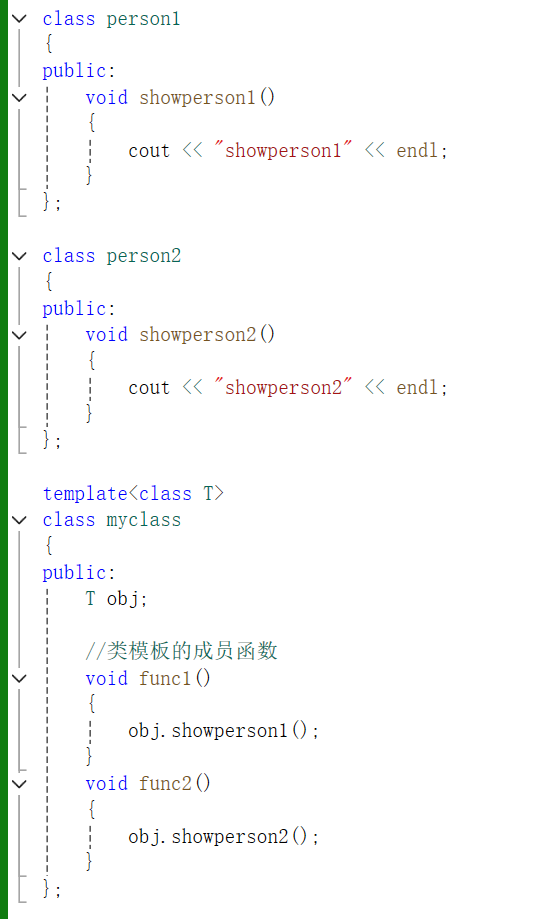 class person1
{
public:
    void showperson1()
    {
        cout << "showperson1" << endl;
    }
};

class person2
{
public:
    void showperson2()
    {
        cout << "showperson2" << endl;
    }
};

template<class T>
class myclass
{
public:
    T obj;

    //类模板的成员函数
    void func1()
    {
        obj.showperson1();
    }
    void func2()
    {
        obj.showperson2();
    }
};